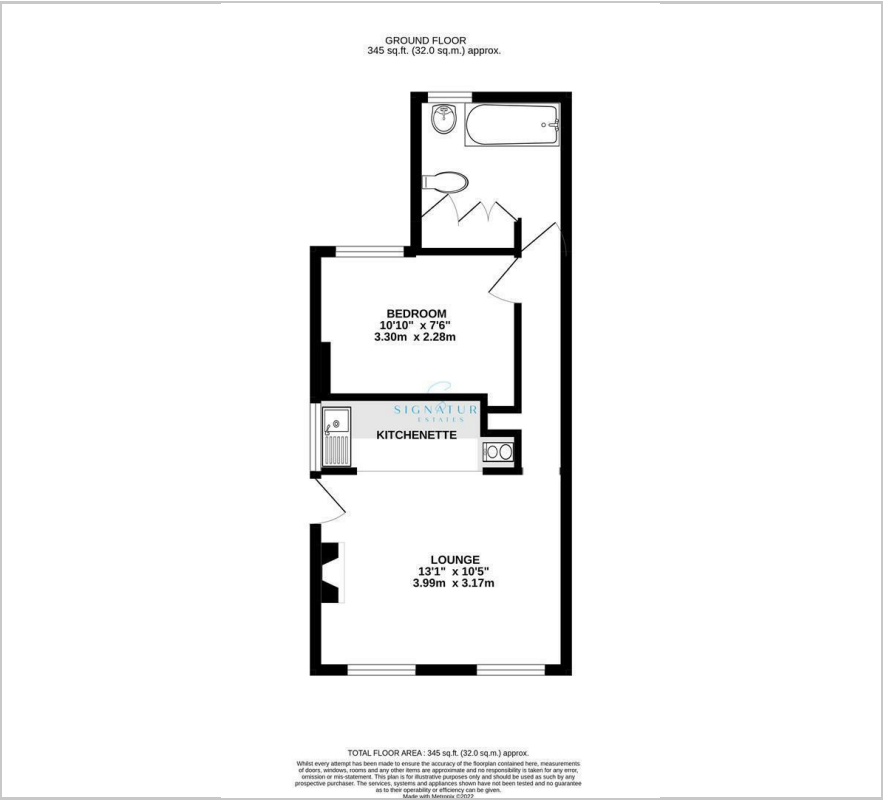 GROUND FLOOR
345 sq.ft. (32.0 sq.m.) approx.
BEDROOM
10'10" x 7'6"
3.30m x 2.28m
SIGNATUR
ESTATES
KITCHENETTE
LOUNGE
13'1" x 10'5"
3.99m x 3.17m
TOTAL FLOOR AREA : 345 sq.ft. (32.0 sq.m.) approx.
Whilst every attempt has been made to ensure the accuracy of the floorplan contained here, measurements
of doors, windows, rooms and any other items are approximate and no responsibility is taken for any error,
omission or mis-statement. This plan is for illustrative purposes only and should be used as such by any
prospective purchaser. The services, systems and appliances shown have not been tested and no guarantee
as to their operability or efficiency can be given.
Made with Metropix ©2022